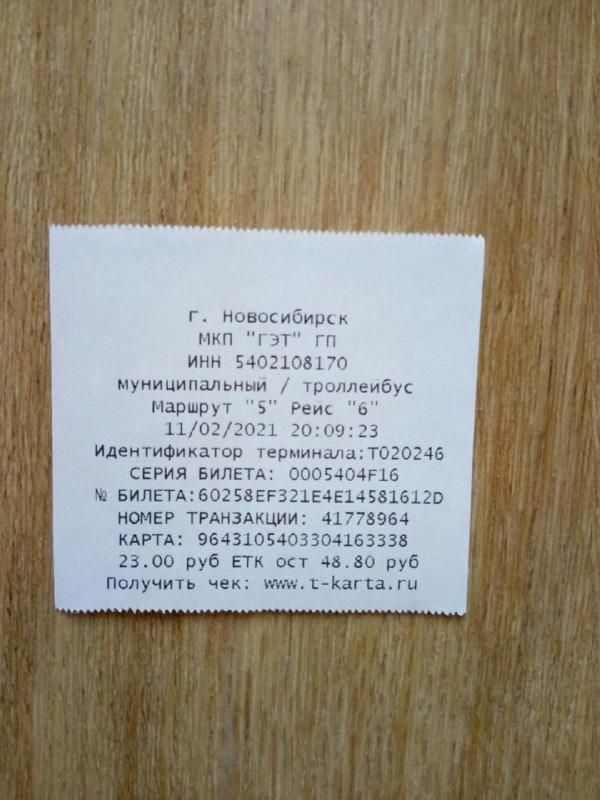 г. Новосибирск
МКП "ГЭТ" ГП
ИНН 5402108170
муниципальный / троллейбус
Маршрут "5" Рейс "6"
11/02/2021 20:09:23
Идентификатор терминала:T020246
СЕРИЯ БИЛЕТА: 0005404F16
№ БИЛЕТА:60258EF321E4E14581612D
НОМЕР ТРАНЗАКЦИИ: 41778964
КАРТА: 9643105403304163338
23.00 руб ЕТК ост 48.80 руб
Получить чек: www.t-karta.ru